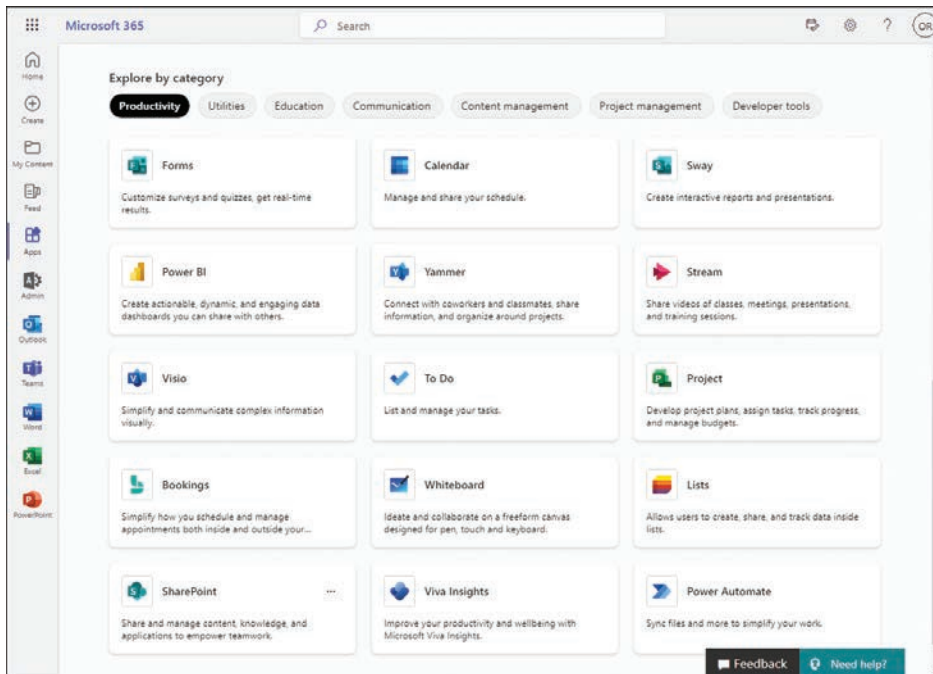 Microsoft 365
Search
OR
Home
Create
My Content
Feed
Apps
Admin
Outlook
Teams
Word
Excel
PowerPoint
Explore by category
Productivity Utilities Education Communication Content management Project management Developer tools
Forms
Customize surveys and quizzes, get real-time
results.
Calendar
Manage and share your schedule.
Sway
Create interactive reports and presentations.
Power BI
Create actionable, dynamic, and engaging data
dashboards you can share with others.
Yammer
Connect with coworkers and classmates, share
information, and organize around projects.
Stream
Share videos of classes, meetings, presentations,
and training sessions.
Visio
Simplify and communicate complex information
visually.
To Do
List and manage your tasks.
Project
Develop project plans, assign tasks, track progress,
and manage budgets.
Bookings
Simplify how you schedule and manage
appointments both inside and outside your...
Whiteboard
Ideate and collaborate on a freeform canvas
designed for pen, touch and keyboard.
Lists
Allows users to create, share, and track data inside
lists.
SharePoint ...
Share and manage content, knowledge, and
applications to empower teamwork.
Viva Insights
Improve your productivity and wellbeing with
Microsoft Viva Insights.
Power Automate
Sync files and more to simplify your work.
Feedback
Need help?